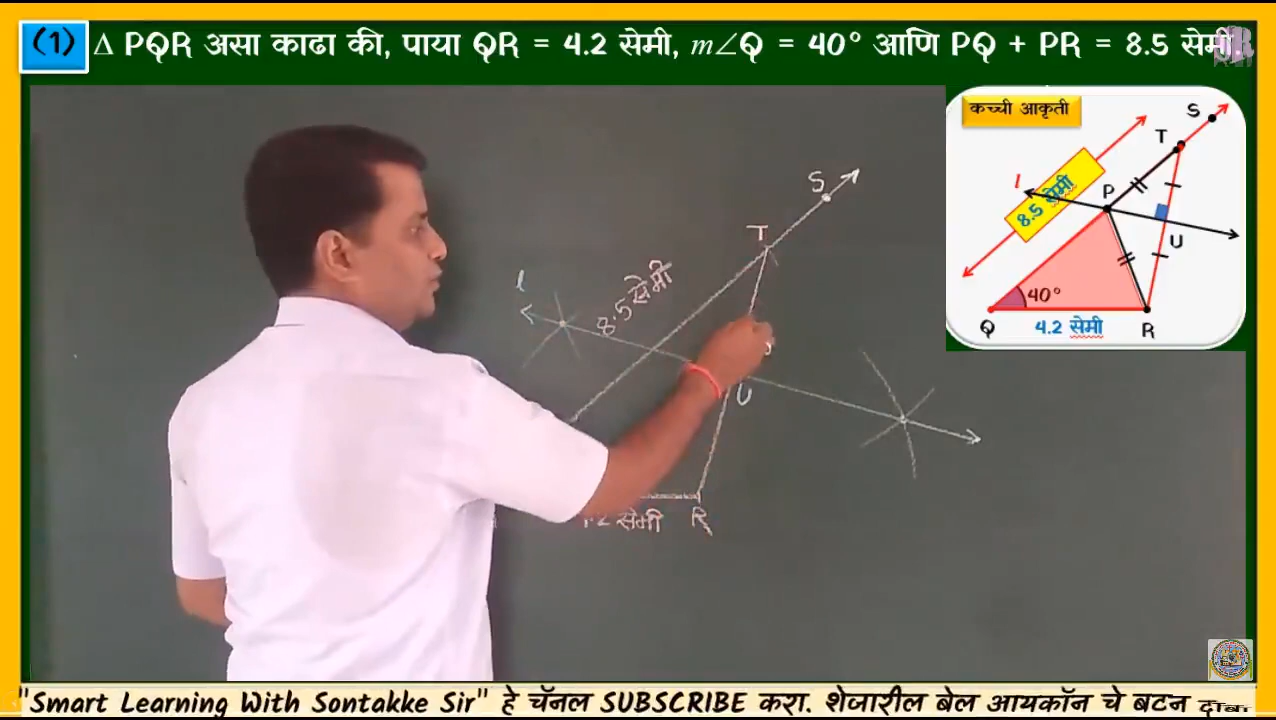 (1) Δ PQR असा काढा की, पाया QR = 4.2 सेमी, m∠Q = 40° आणि PQ + PR = 8.5 सेमी.
कच्ची आकृती
S
T
l
P
8.5 सेमी
U
40°
Q
4.2 सेमी
R
S
T
l
8.5 सेमी
U
सेमी R
"Smart Learning With Sontakke Sir" हे चॅनल SUBSCRIBE करा. शेजारील बेल आयकॉन चे बटन दाबा